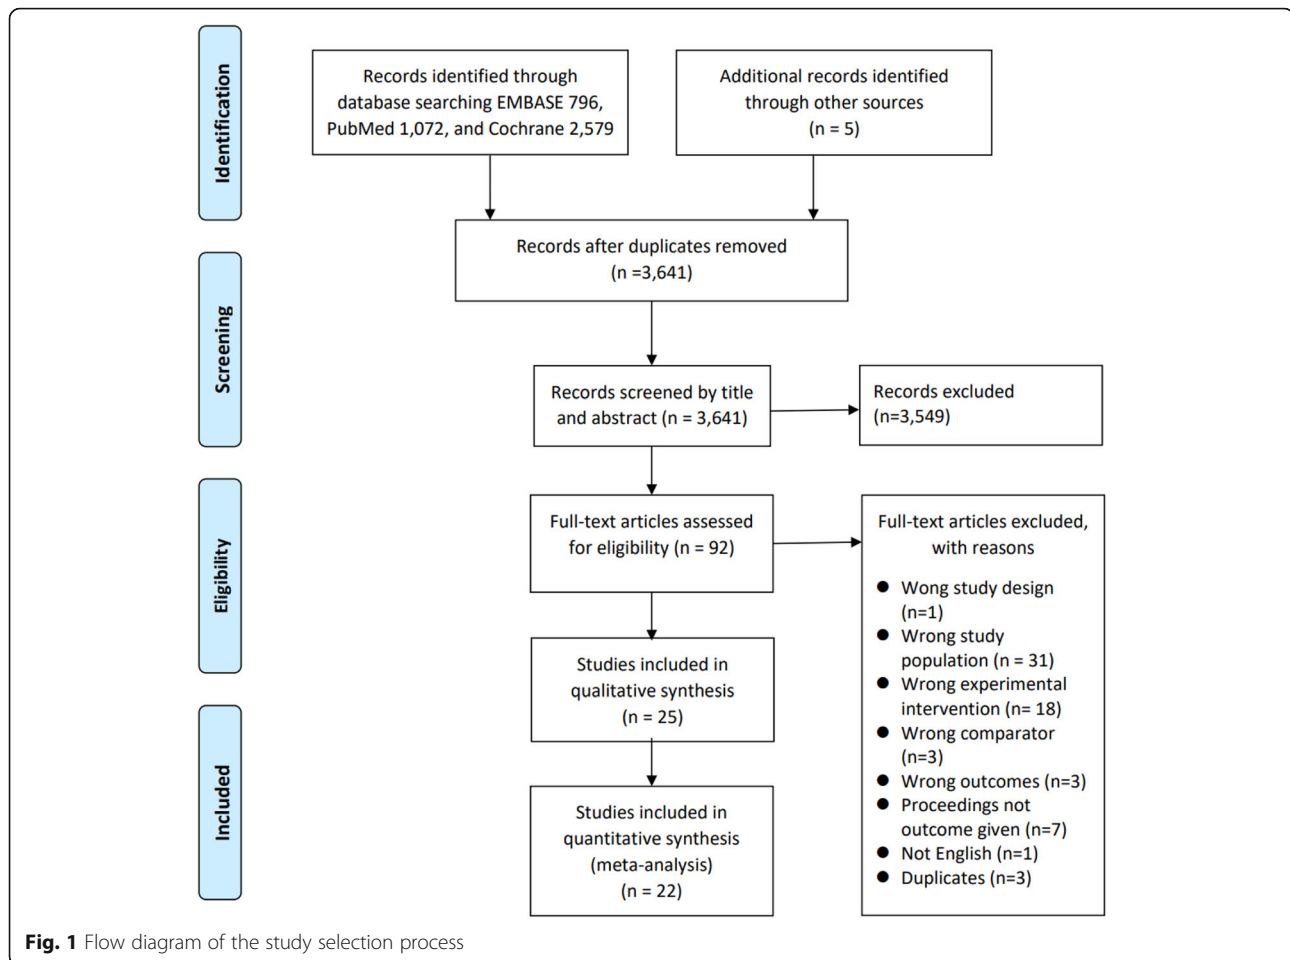 Identification
Records identified through
database searching EMBASE 796,
PubMed 1,072, and Cochrane 2,579
Additional records identified
through other sources
(n = 5)
Records after duplicates removed
(n =3,641)
Screening
Records screened by title
and abstract (n = 3,641)
Records excluded
(n=3,549)
Eligibility
Full-text articles assessed
for eligibility (n = 92)
Full-text articles excluded,
with reasons
● Wong study design
(n=1)
● Wrong study
population (n = 31)
● Wrong experimental
intervention (n= 18)
● Wrong comparator
(n=3)
● Wrong outcomes (n=3)
● Proceedings not
outcome given (n=7)
● Not English (n=1)
● Duplicates (n=3)
Studies included in
qualitative synthesis
(n = 25)
Included
Studies included in
quantitative synthesis
(meta-analysis)
(n = 22)
Fig. 1 Flow diagram of the study selection process